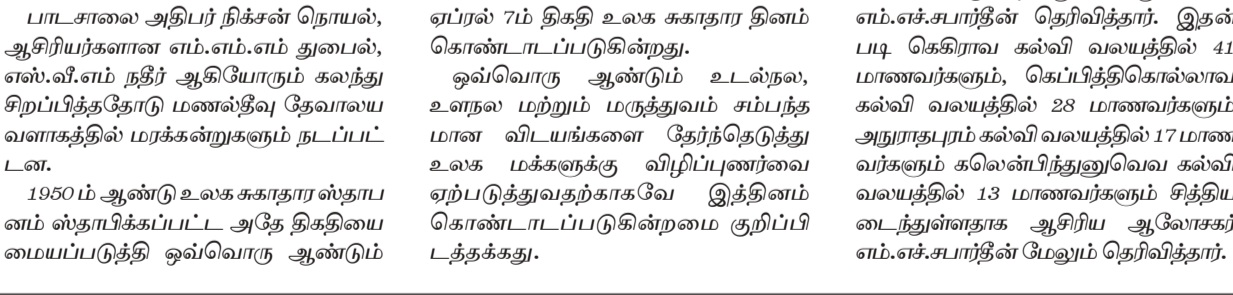 பாடசாலை அதிபர் நிக்சன் நொயல்,
ஆசிரியர்களான எம்.எம்.எம் துபைல்,
எஸ்.வீ.எம் நதீர் ஆகியோரும் கலந்து
சிறப்பித்ததோடு மணல்தீவு தேவாலய
வளாகத்தில் மரக்கன்றுகளும் நடப்பட்
டன.
1950 ம் ஆண்டு உலக சுகாதார ஸ்தாப
னம் ஸ்தாபிக்கப்பட்ட அதே திகதியை
மையப்படுத்தி ஒவ்வொரு ஆண்டும்
ஏப்ரல் 7ம் திகதி உலக சுகாதார தினம்
கொண்டாடப்படுகின்றது.
ஒவ்வொரு ஆண்டும் உடல்நல,
உளநல மற்றும் மருத்துவம் சம்பந்த
மான விடயங்களை தேர்ந்தெடுத்து
உலக மக்களுக்கு விழிப்புணர்வை
ஏற்படுத்துவதற்காகவே இத்தினம்
கொண்டாடப்படுகின்றமை குறிப்பி
டத்தக்கது.
எம்.எச்.சபார்தீன் தெரிவித்தார். இதன்
படி கெகிராவ கல்வி வலயத்தில் 41
மாணவர்களும், கெப்பித்திகொல்லாவ
கல்வி வலயத்தில் 28 மாணவர்களும்
அநுராதபுரம் கல்வி வலயத்தில் 17 மாண
வர்களும் கலென்பிந்துனுவெவ கல்வி
வலயத்தில் 13 மாணவர்களும் சித்திய
டைந்துள்ளதாக ஆசிரிய ஆலோசகர்
எம்.எச்.சபார்தீன் மேலும் தெரிவித்தார்.